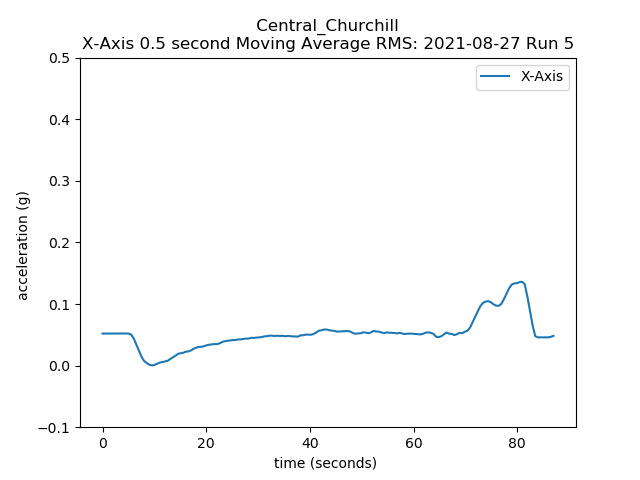 Central_Churchill
X-Axis 0.5 second Moving Average RMS: 2021-08-27 Run 5
X-Axis
0.5
0.4
0.3
0.2
0.1
0.0
−0.1
acceleration (g)
0 20 40 60 80
time (seconds)